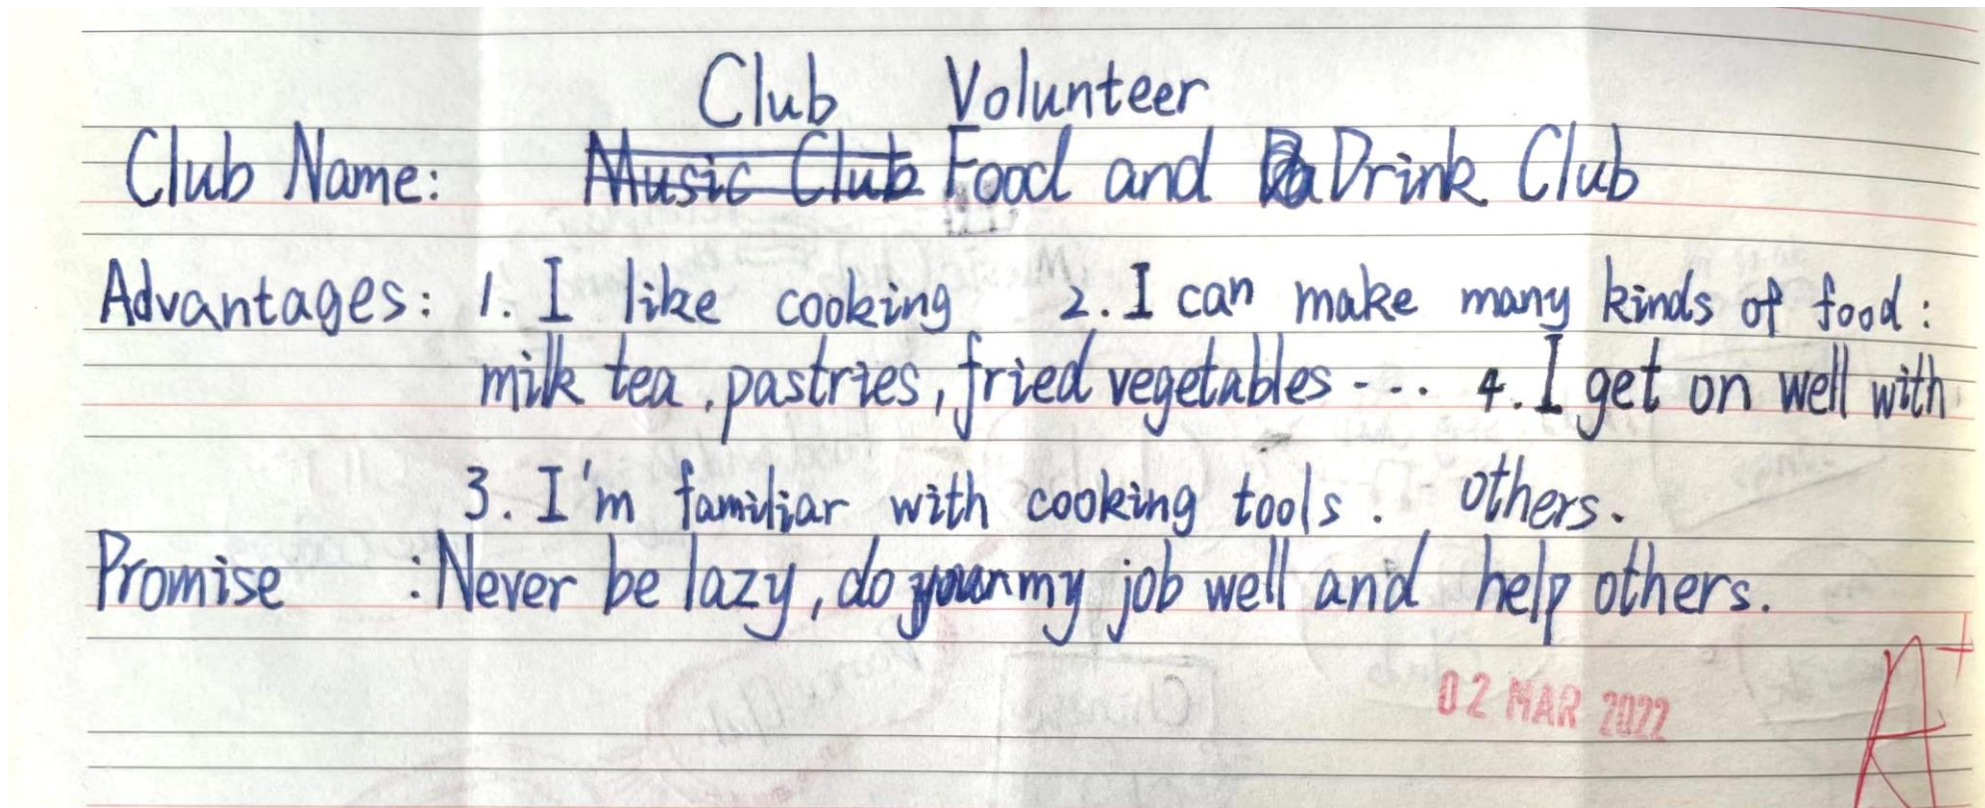 Club Volunteer
Club Name: Music Club Food and Drink Club
Advantages: 1. I like cooking 2. I can make many kinds of food:
milk tea, pastries, fried vegetables --- 4. I get on well with
3. I'm familiar with cooking tools. others.
Promise : Never be lazy, do my job well and help others.
02 MAR 2022
A+